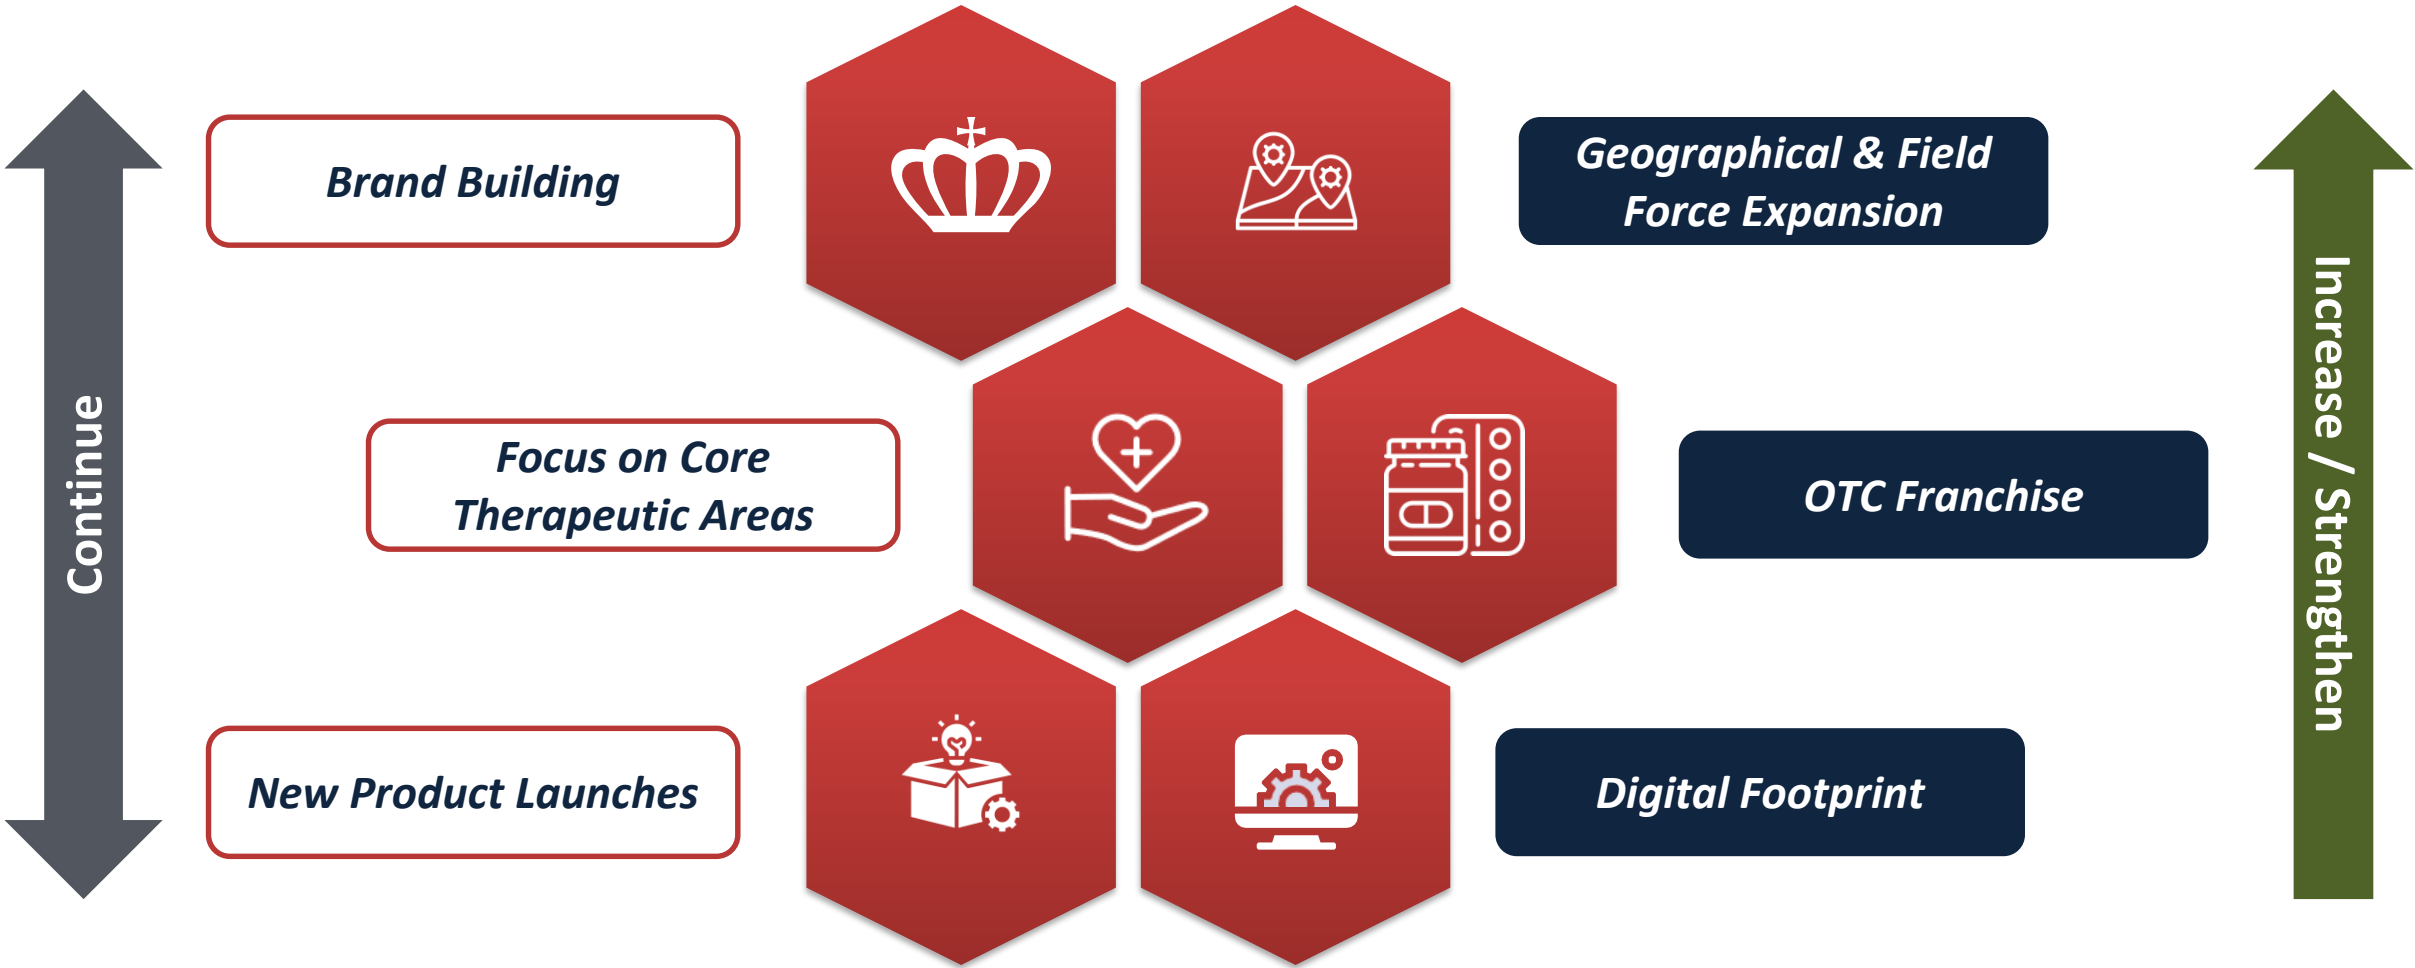 Continue
Brand Building
Focus on Core
Therapeutic Areas
New Product Launches
Geographical & Field
Force Expansion
OTC Franchise
Digital Footprint
Increase / Strengthen